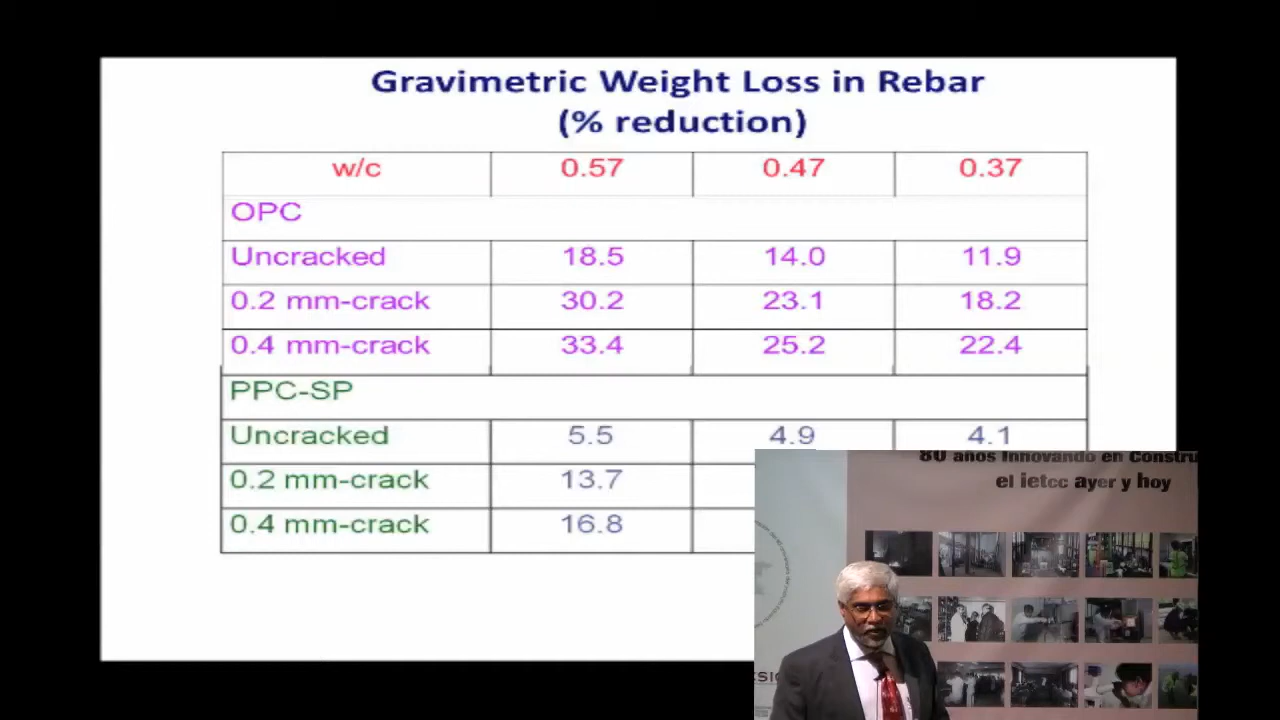 Gravimetric Weight Loss in Rebar
(% reduction)
w/c 0.57 0.47 0.37
OPC
Uncracked 18.5 14.0 11.9
0.2 mm-crack 30.2 23.1 18.2
0.4 mm-crack 33.4 25.2 22.4
PPC-SP
Uncracked 5.5 4.9 4.1
0.2 mm-crack 13.7
0.4 mm-crack 16.8
80 años innovando en
el ietcc ayer y hoy